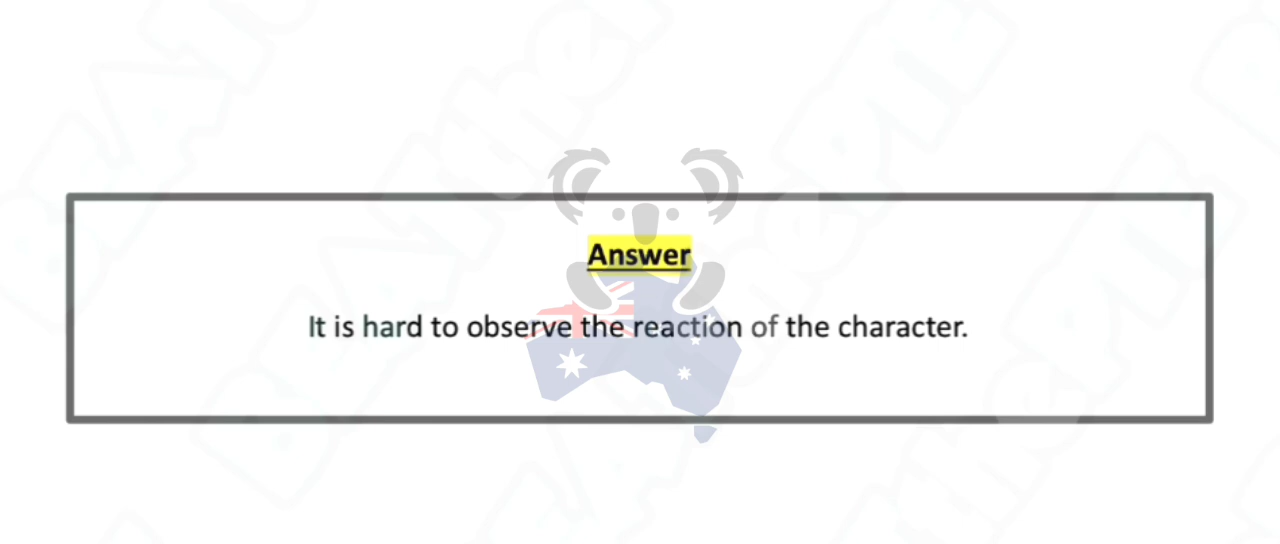 Answer
It is hard to observe the reaction of the character.